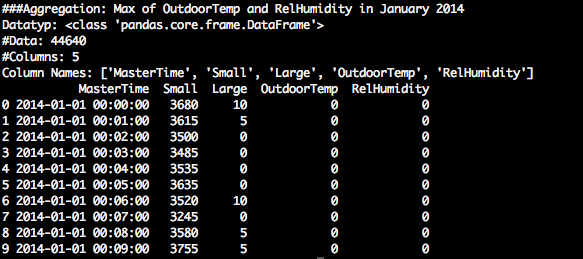 ###Aggregation: Max of OutdoorTemp and RelHumidity in January 2014
Datatyp: <class 'pandas.core.frame.DataFrame'>
#Data: 44640
#Columns: 5
Column Names: ['MasterTime', 'Small', 'Large', 'OutdoorTemp', 'RelHumidity']
MasterTime Small Large OutdoorTemp RelHumidity
0 2014-01-01 00:00:00 3680 10 0 0
1 2014-01-01 00:01:00 3615 5 0 0
2 2014-01-01 00:02:00 3500 0 0 0
3 2014-01-01 00:03:00 3485 0 0 0
4 2014-01-01 00:04:00 3535 0 0 0
5 2014-01-01 00:05:00 3635 0 0 0
6 2014-01-01 00:06:00 3520 10 0 0
7 2014-01-01 00:07:00 3245 0 0 0
8 2014-01-01 00:08:00 3580 5 0 0
9 2014-01-01 00:09:00 3755 5 0 0